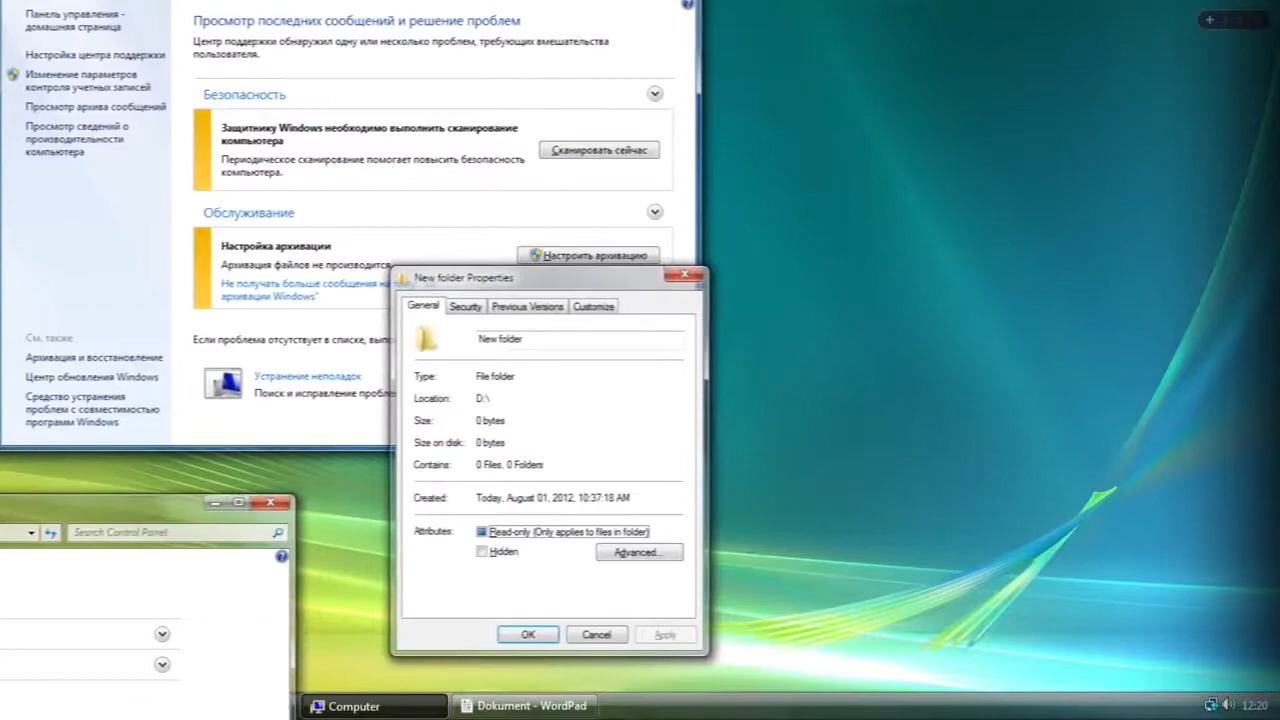 Панель управления -
домашняя страница
Настройка центра поддержки
Изменение параметров
контроля учетных записей
Просмотр архива сообщений
Просмотр сведений о
производительности
компьютера
См. также
Архивация и восстановление
Центр обновления Windows
Средство устранения
проблем с совместимостью
программ Windows
Просмотр последних сообщений и решение проблем
Центр поддержки обнаружил одну или несколько проблем, требующих вмешательства
пользователя.
Безопасность
Защитнику Windows необходимо выполнить сканирование
компьютера
Периодическое сканирование помогает повысить безопасность
компьютера.
Сканировать сейчас
Обслуживание
Настройка архивации
Архивация файлов не производится.
Настроить архивацию
Не получать больше сообщения на
архивации Windows"
Если проблема отсутствует в списке, выпо
Устранение неполадок
Поиск и исправление пробле
New folder Properties
General Security Previous Versions Customize
New folder
Type: File folder
Location: D:\
Size: 0 bytes
Size on disk: 0 bytes
Contains: 0 Files, 0 Folders
Created: Today, August 01, 2012, 10:37:18 AM
Attributes: Read-only (Only applies to files in folder)
Hidden Advanced...
OK Cancel Apply
Search Control Panel
Computer Dokument - WordPad 12:20